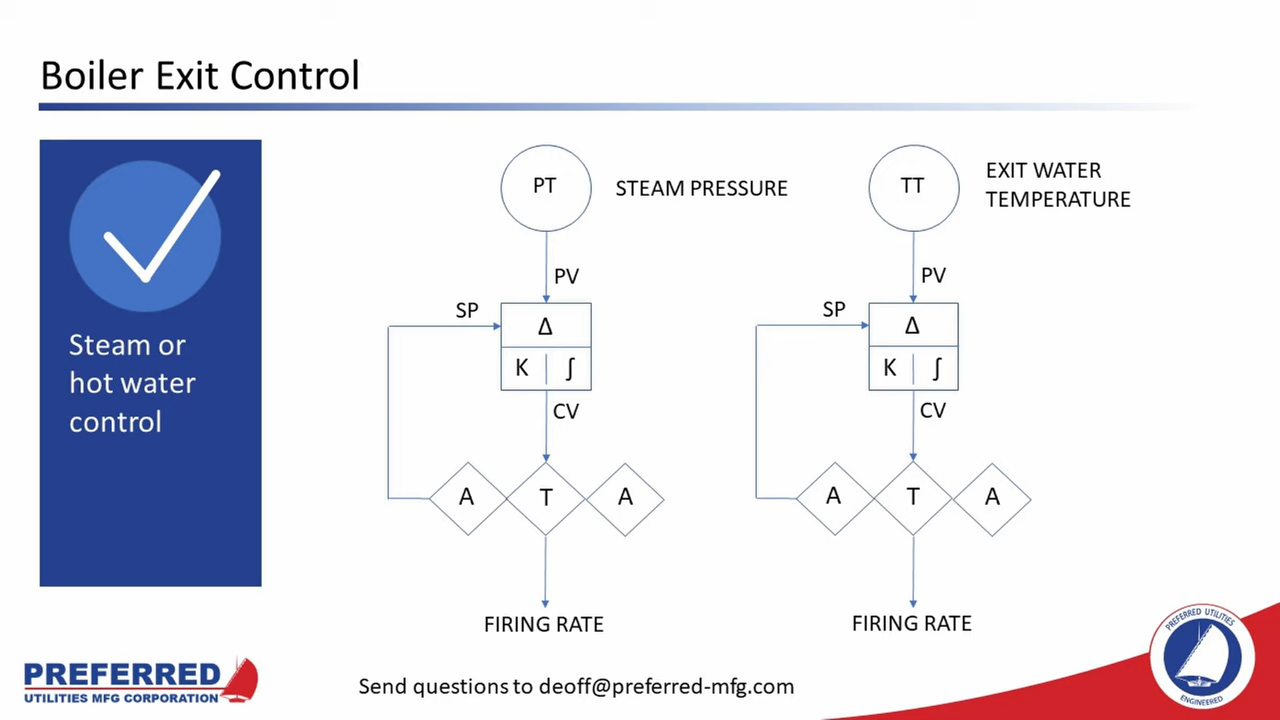 Boiler Exit Control
Steam or
hot water
control
PT
STEAM PRESSURE
PV
SP
Δ
K
∫
CV
A
T
A
FIRING RATE
TT
EXIT WATER
TEMPERATURE
PV
SP
Δ
K
∫
CV
A
T
A
FIRING RATE
PREFERRED
UTILITIES MFG CORPORATION
Send questions to deoff@preferred-mfg.com
PREFERRED UTILITIES
ENGINEERED